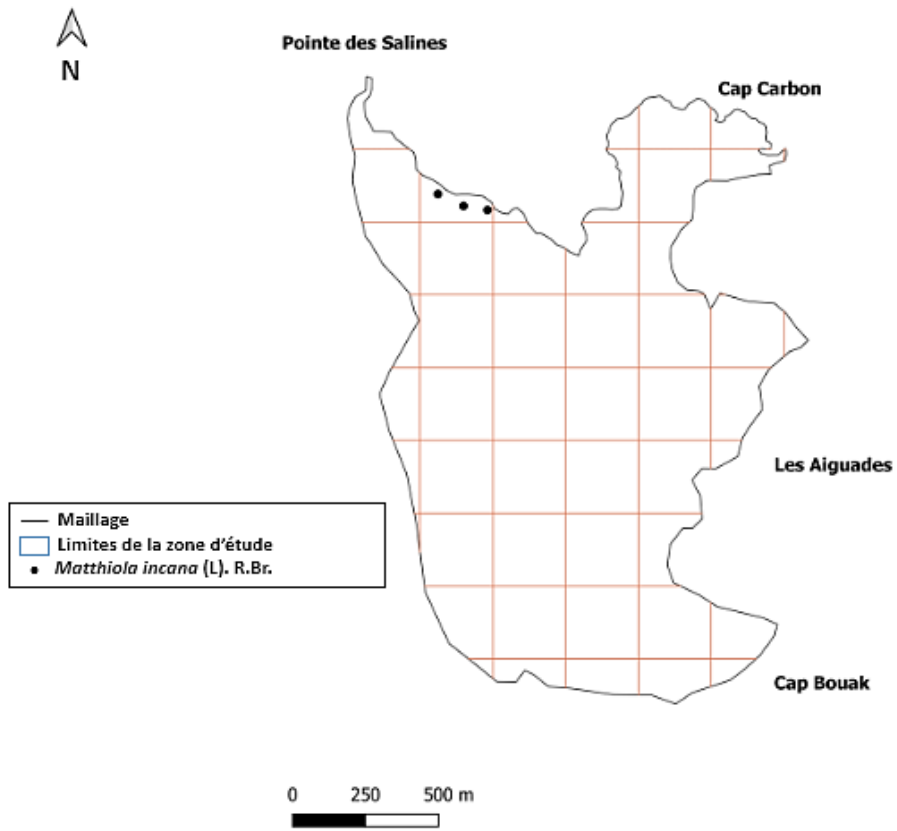 Pointe des Salines
N
Cap Carbon
Les Aiguades
Maillage
Limites de la zone d'étude
Matthiola incana (L). R.Br.
Cap Bouak
0 250 500 m